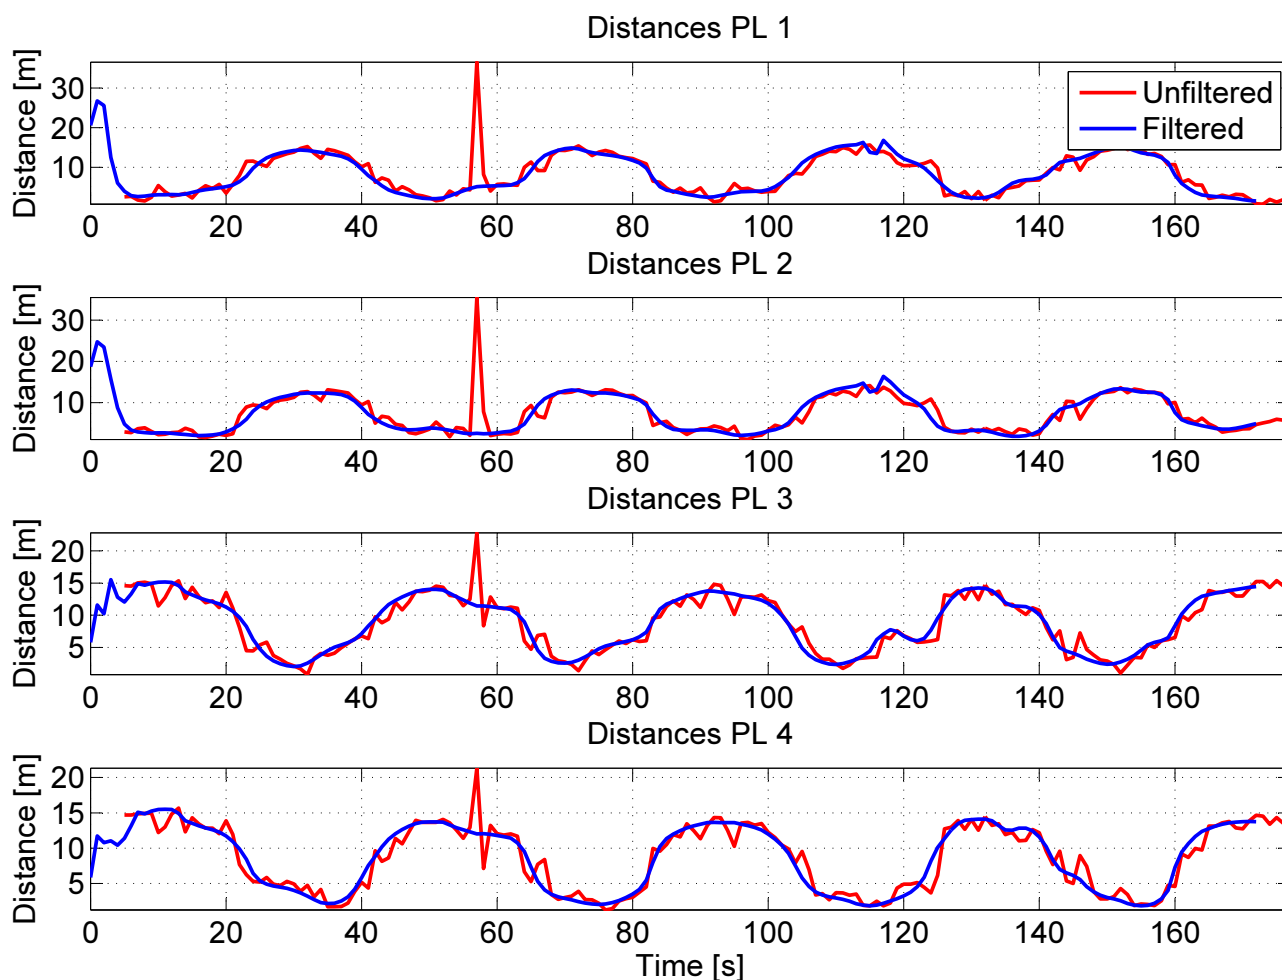 Distances PL 1
Distance [m]
30
20
10
Unfiltered
Filtered
0 20 40 60 80 100 120 140 160
Distances PL 2
Distance [m]
30
20
10
0 20 40 60 80 100 120 140 160
Distances PL 3
Distance [m]
20
15
10
5
0 20 40 60 80 100 120 140 160
Distances PL 4
Distance [m]
20
15
10
5
0 20 40 60 80 100 120 140 160
Time [s]